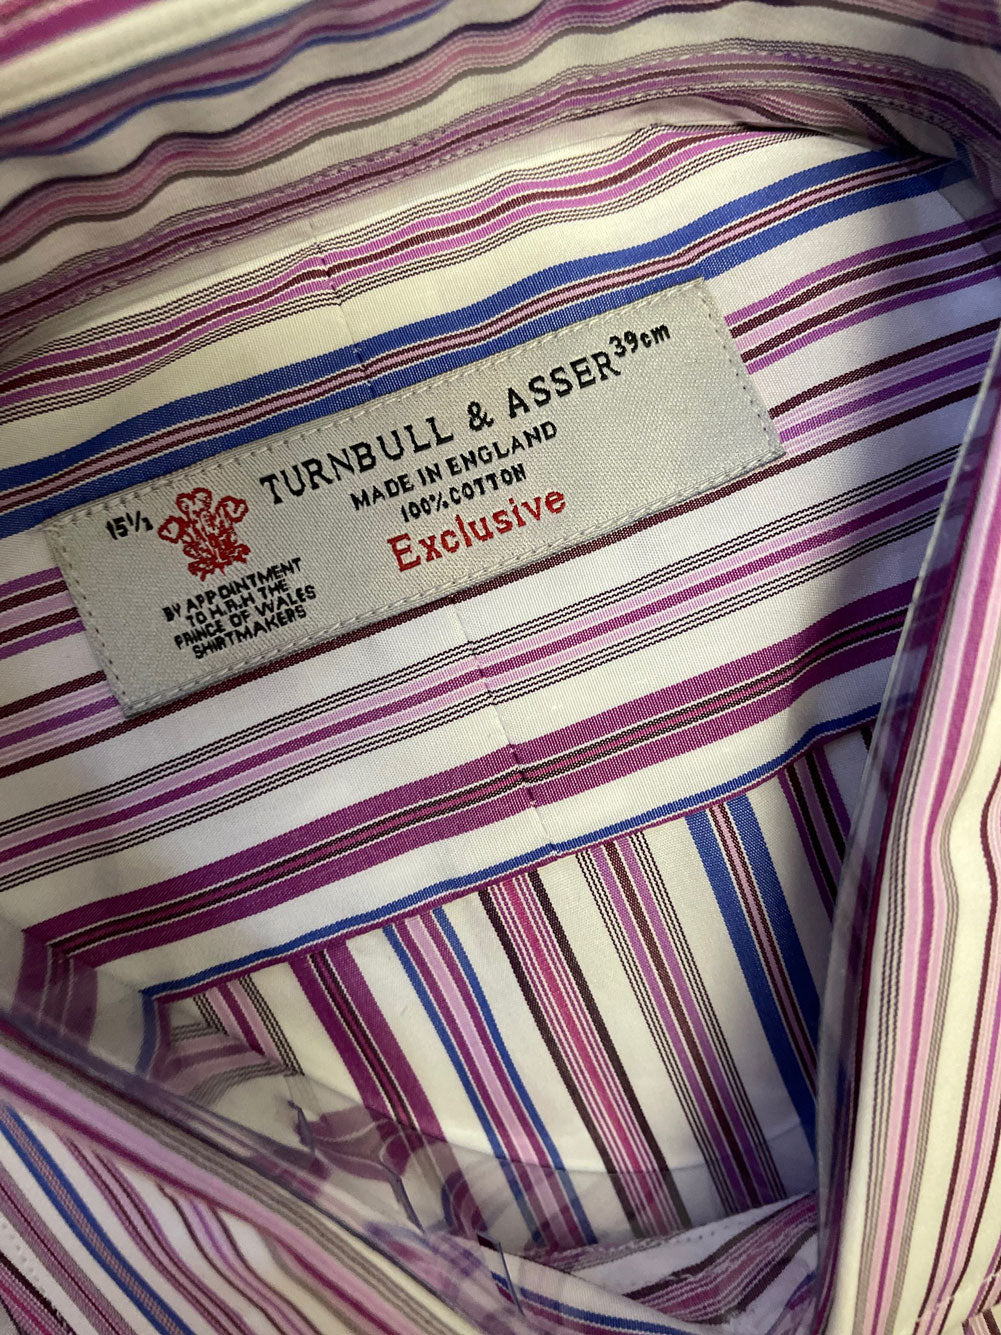 15½
TURNBULL & ASSER
39cm
MADE IN ENGLAND
100% COTTON
Exclusive
BY APPOINTMENT
TO H.R.H THE
PRINCE OF WALES
SHIRTMAKERS